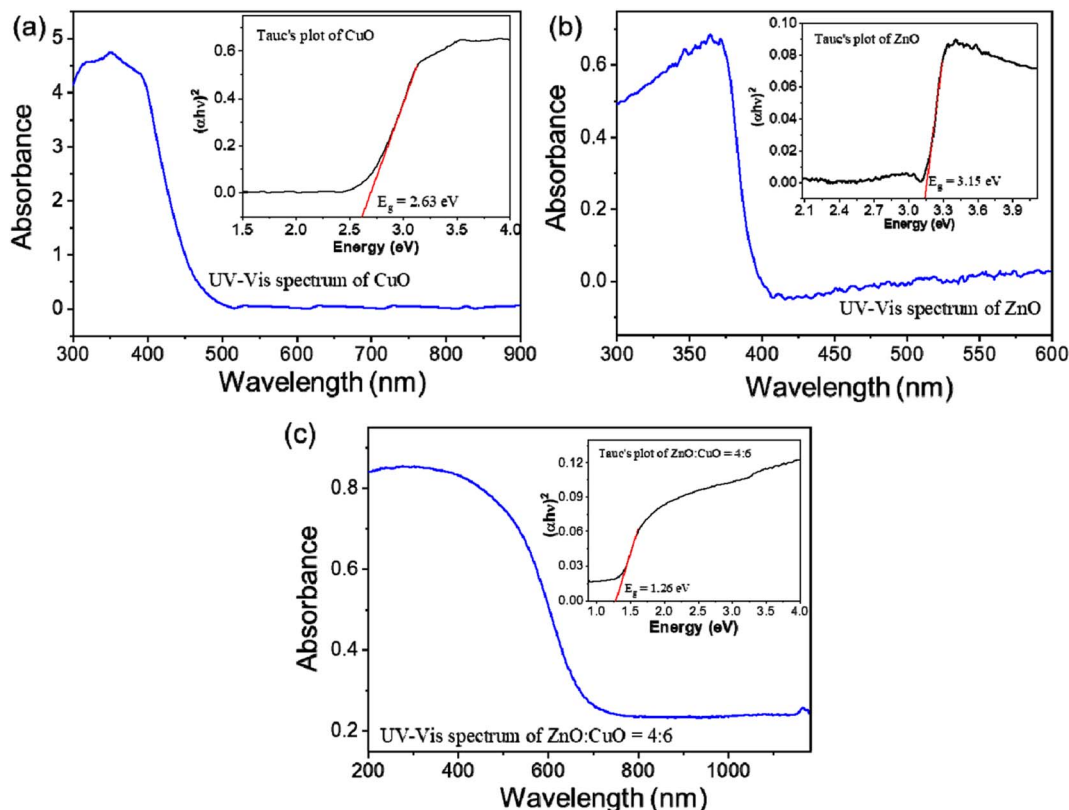 (a)
Tauc's plot of CuO
(αhν)²
0.6
0.4
0.2
0.0
E_g = 2.63 eV
1.5 2.0 2.5 3.0 3.5 4.0
Energy (eV)
Absorbance
5
4
3
2
1
0
UV-Vis spectrum of CuO
300 400 500 600 700 800 900
Wavelength (nm)
(b)
Tauc's plot of ZnO
(αhν)²
0.10
0.08
0.06
0.04
0.02
0.00
E_g = 3.15 eV
2.1 2.4 2.7 3.0 3.3 3.6 3.9
Energy (eV)
Absorbance
0.6
0.4
0.2
0.0
UV-Vis spectrum of ZnO
300 350 400 450 500 550 600
Wavelength (nm)
(c)
Tauc's plot of ZnO:CuO = 4:6
(αhν)²
0.12
0.09
0.06
0.03
0.00
E_g = 1.26 eV
1.0 1.5 2.0 2.5 3.0 3.5 4.0
Energy (eV)
Absorbance
0.8
0.6
0.4
0.2
UV-Vis spectrum of ZnO:CuO = 4:6
200 400 600 800 1000
Wavelength (nm)